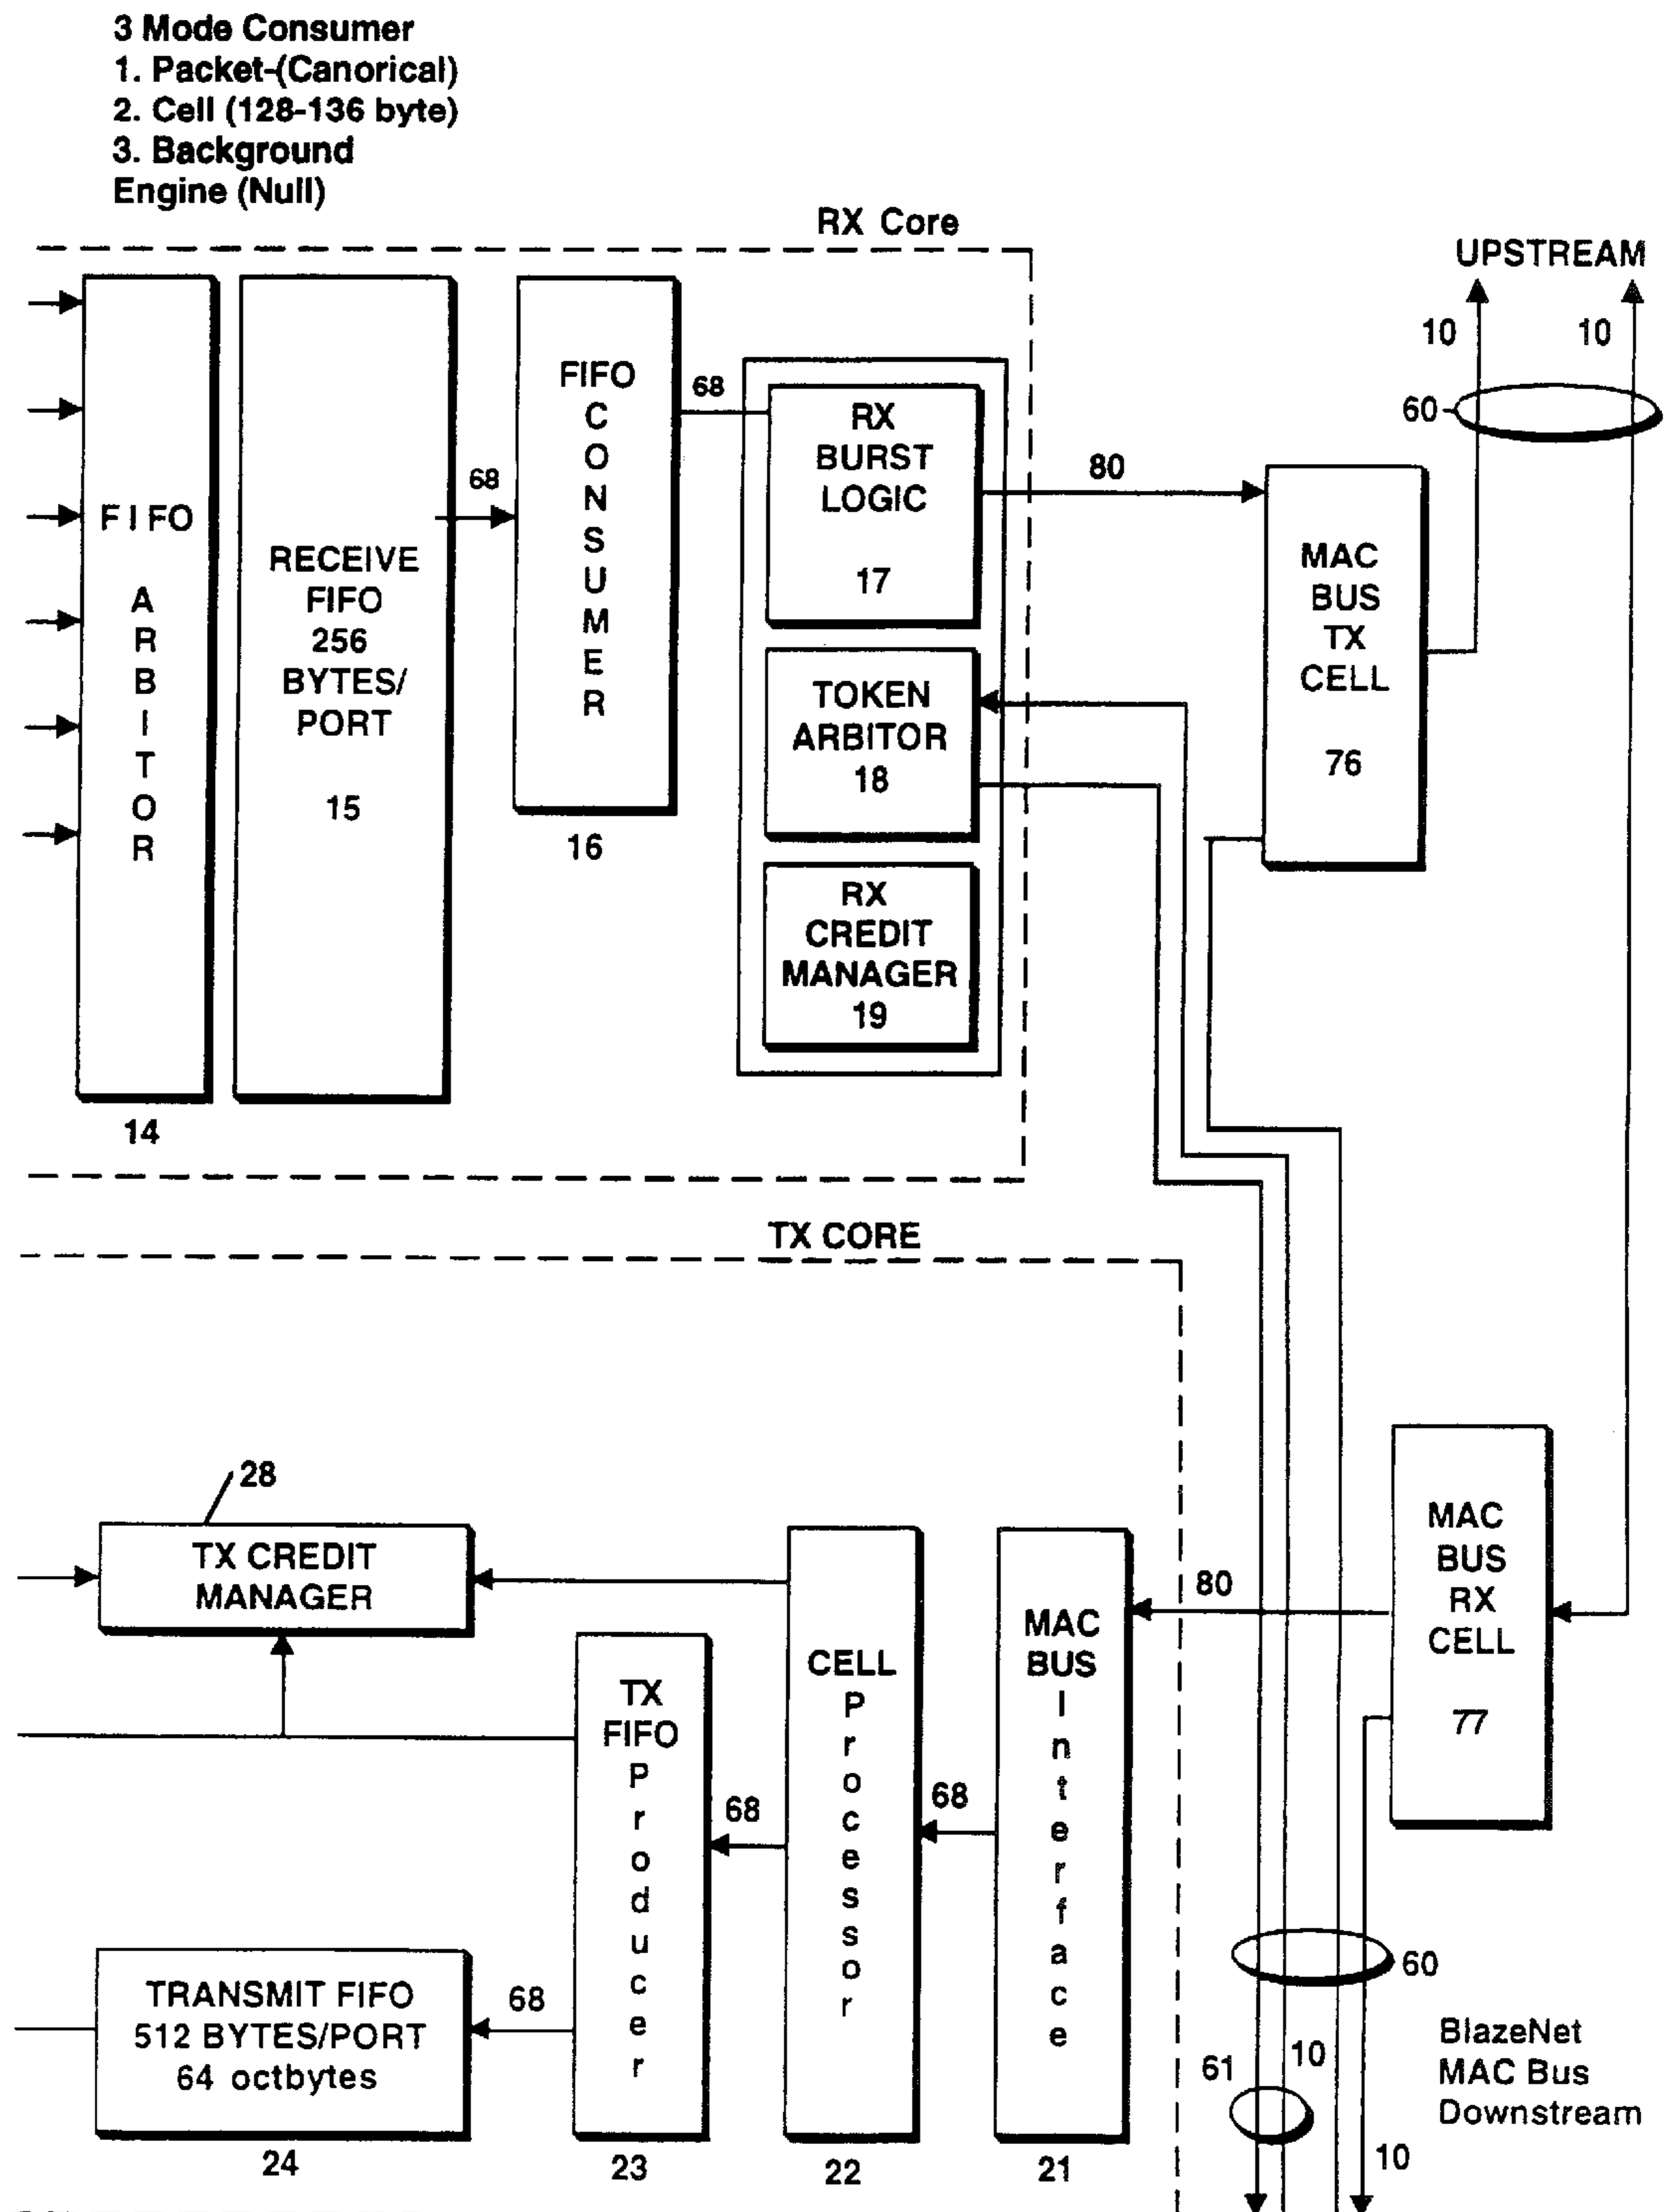 3 Mode Consumer
1. Packet-(Canorical)
2. Cell (128-136 byte)
3. Background
Engine (Null)
RX Core
UPSTREAM
10
10
60
FIFO
ARBITOR
14
RECEIVE
FIFO
256
BYTES/
PORT
15
68
FIFO
CONSUMER
16
68
RX
BURST
LOGIC
17
80
TOKEN
ARBITOR
18
RX
CREDIT
MANAGER
19
MAC
BUS
TX
CELL
76
TX CORE
28
TX CREDIT
MANAGER
TX
FIFO
Producer
23
68
CELL
Processor
22
68
MAC
BUS
Interface
21
80
MAC
BUS
RX
CELL
77
TRANSMIT FIFO
512 BYTES/PORT
64 octbytes
24
68
60
61
10
10
BlazeNet
MAC Bus
Downstream